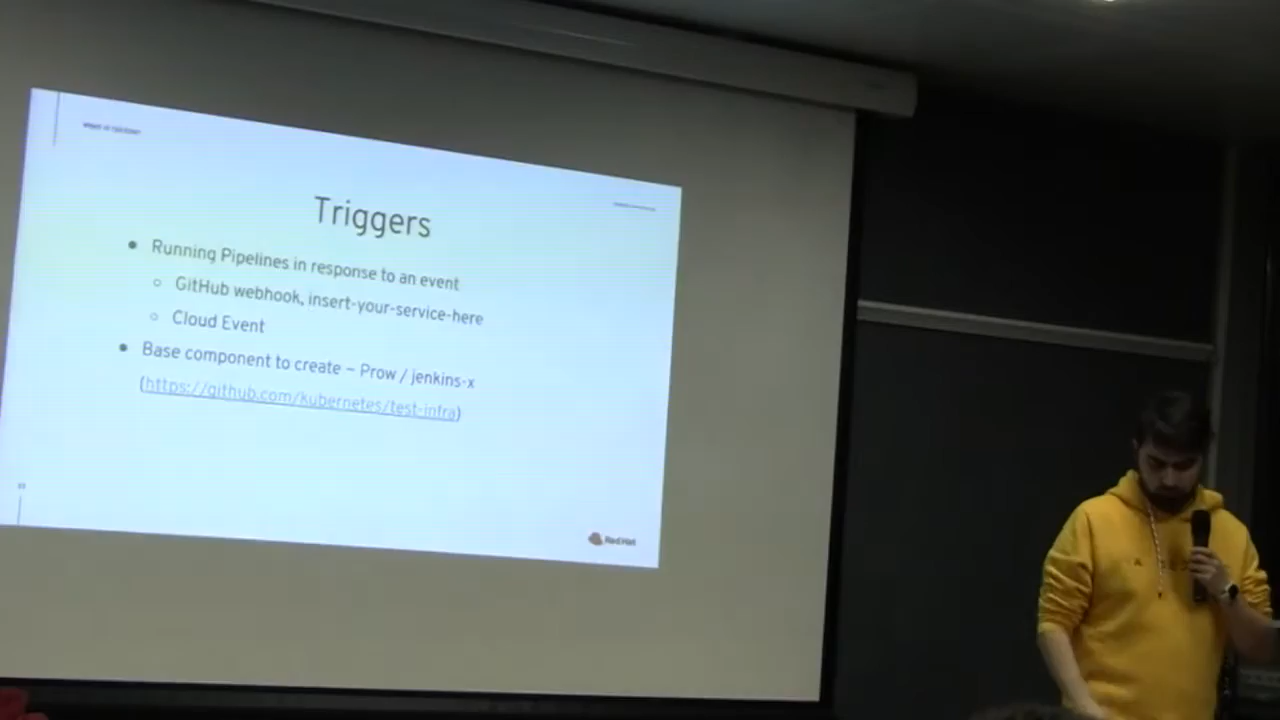 Triggers
● Running Pipelines in response to an event
○ GitHub webhook, insert-your-service-here
○ Cloud Event
● Base component to create – Prow / jenkins-x
(https://github.com/kubernetes/test-infra)
Red Hat